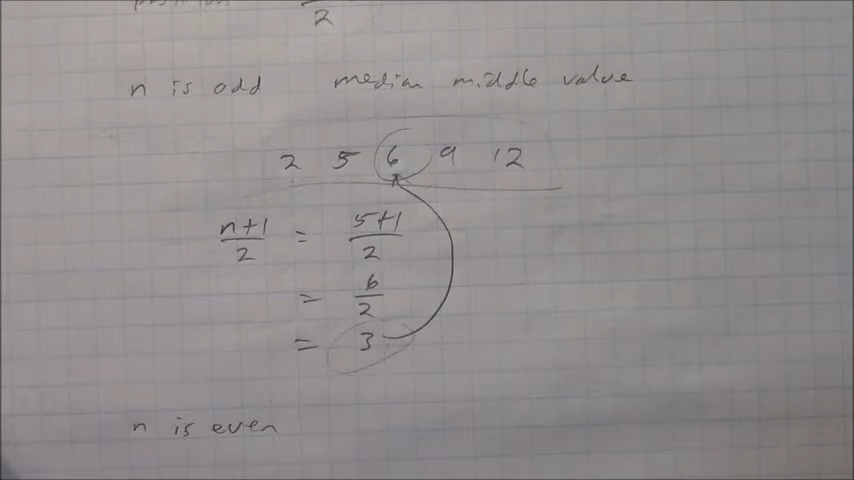 2
n is odd median middle value
2 5 6 9 12
n+1/2 = 5+1/2
= 6/2
= 3
n is even